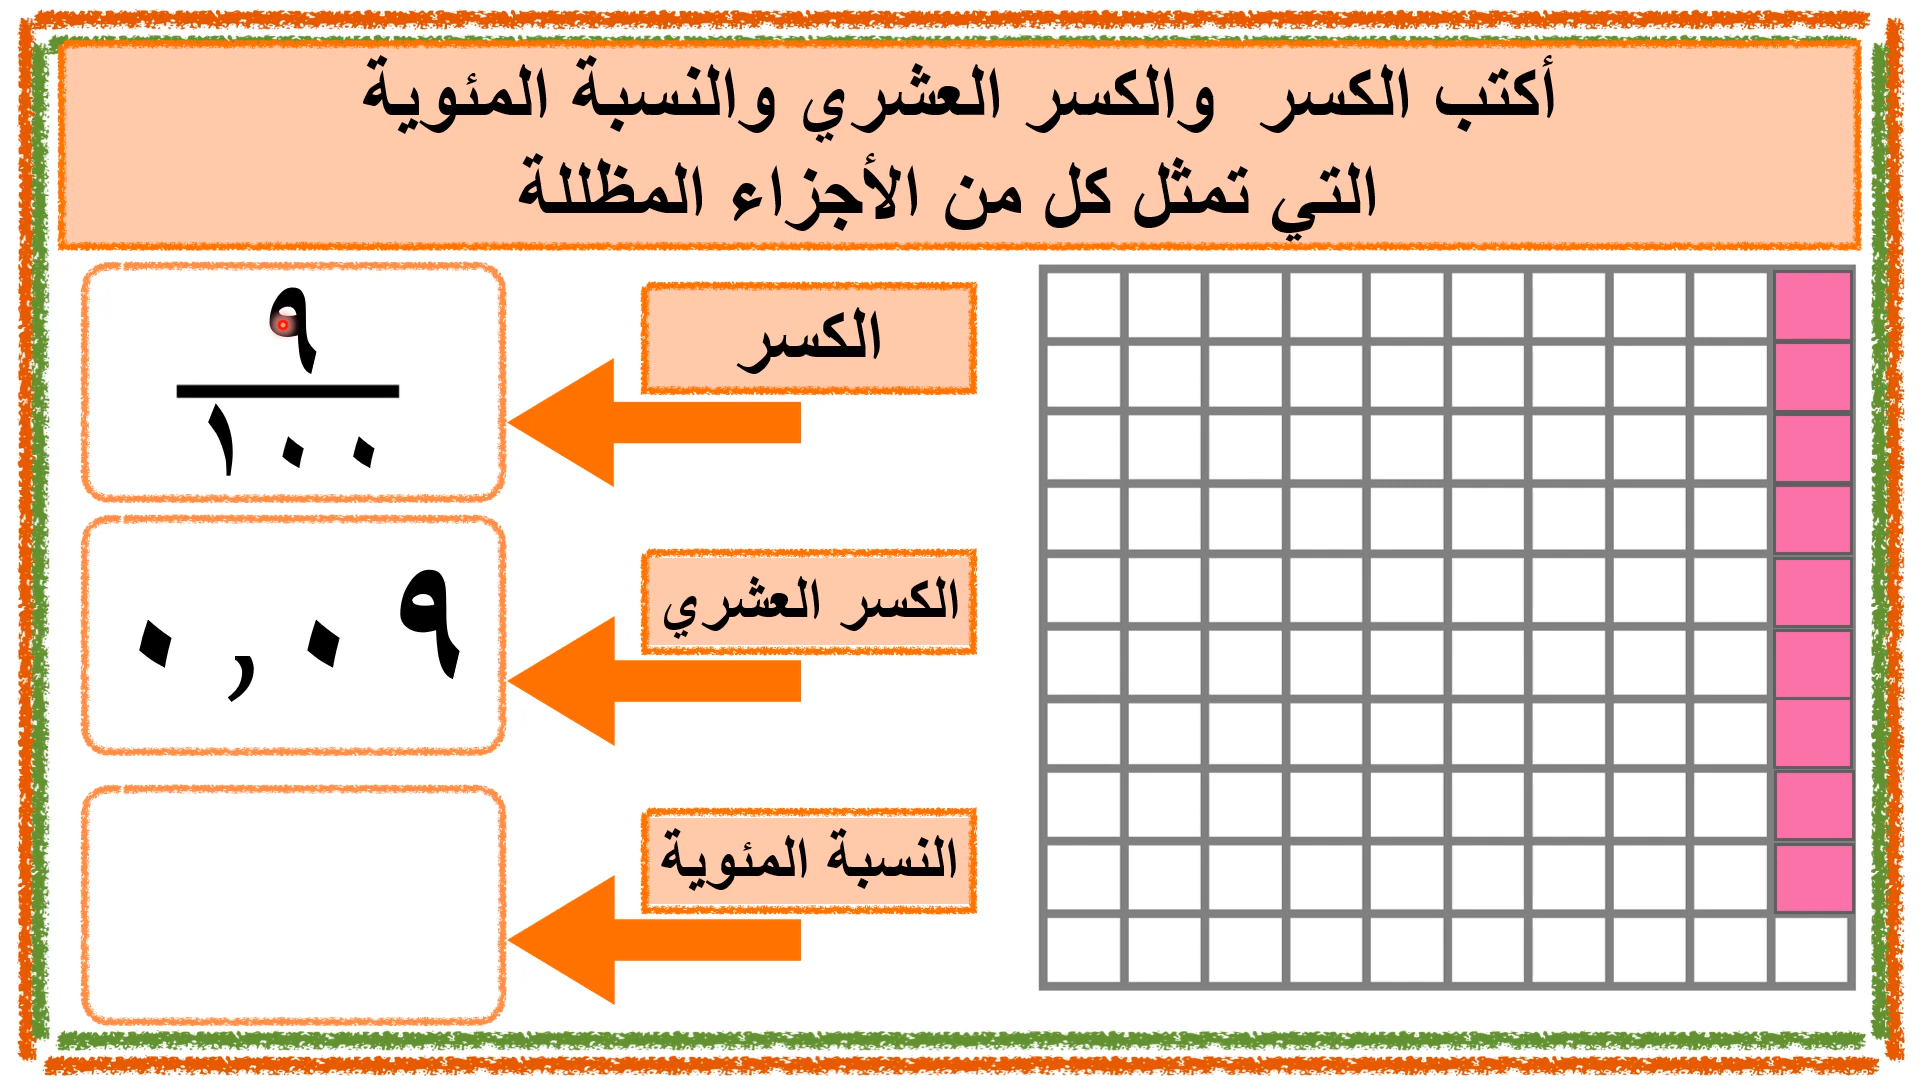 أكتب الكسر والكسر العشري والنسبة المئوية
التي تمثل كل من الأجزاء المظللة
الكسر
٩
١٠٠
الكسر العشري
٠,٠٩
النسبة المئوية